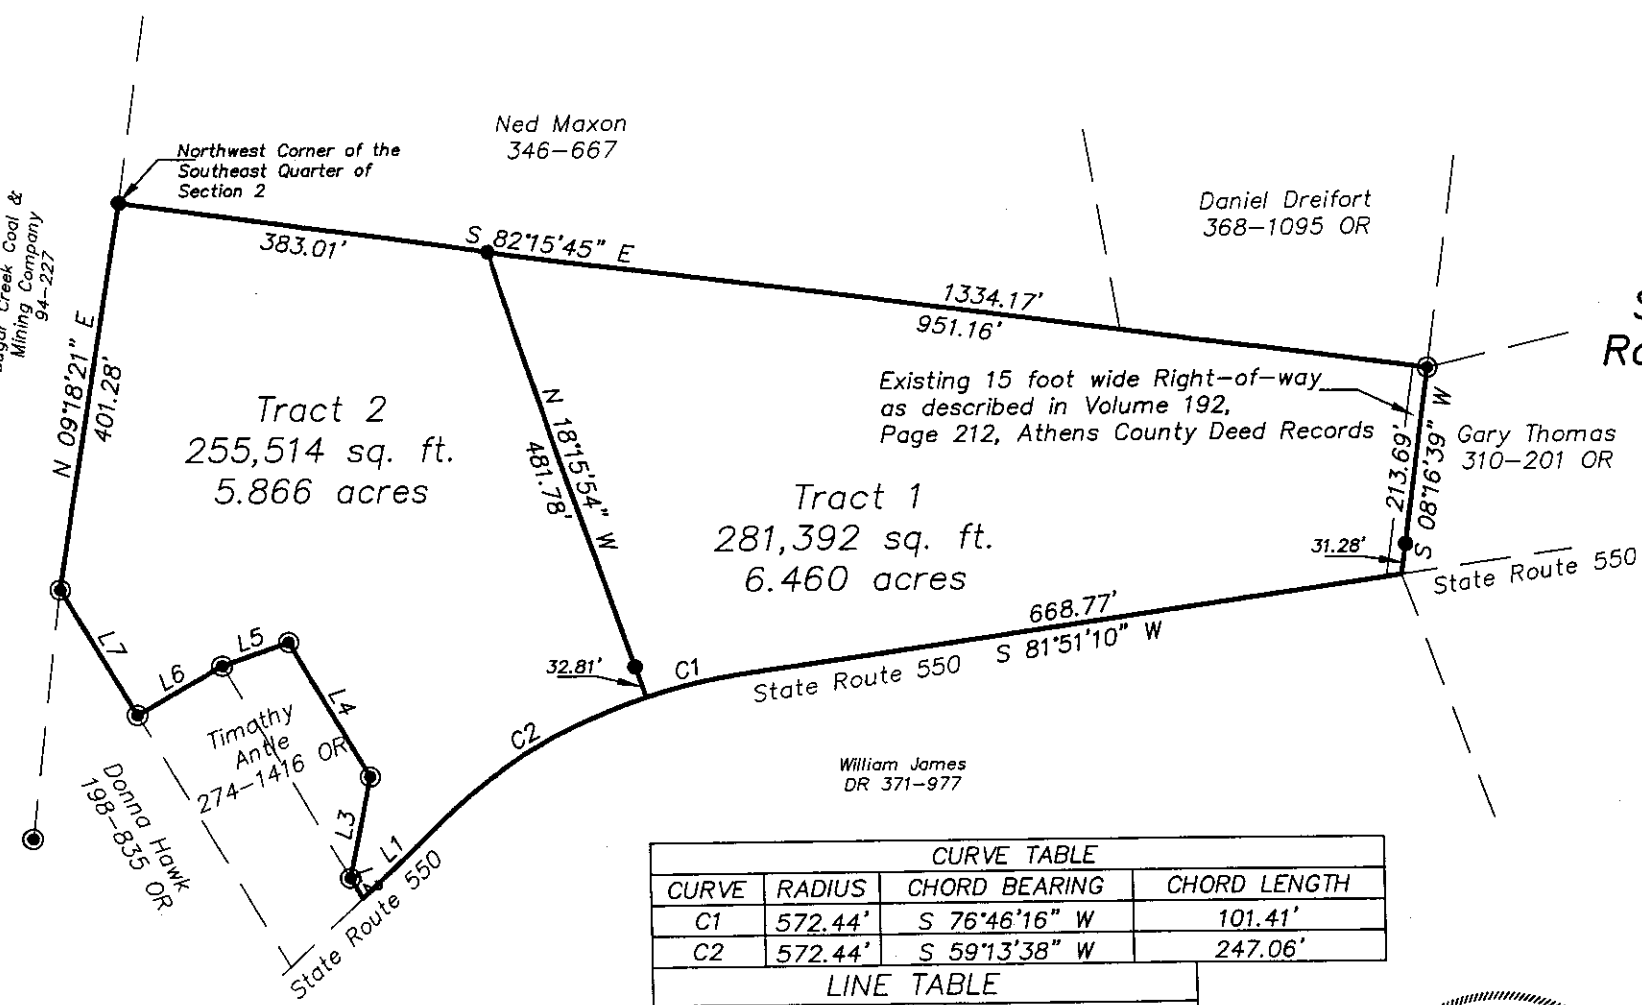 Ned Maxon
346-667
Northwest Corner of the
Southeast Quarter of
Section 2
Creek Coal &
Mining Company
94-227
Daniel Dreifort
368-1095 OR
383.01'
S 82°15'45" E
1334.17'
951.16'
Existing 15 foot wide Right-of-way
as described in Volume 192,
Page 212, Athens County Deed Records
N 09°18'21" E
401.28'
Tract 2
255,514 sq. ft.
5.866 acres
N 18°15'54" W
481.78'
Tract 1
281,392 sq. ft.
6.460 acres
213.69'
S 08°16'39" W
Gary Thomas
310-201 OR
31.28'
State Route 550
668.77'
S 81°51'10" W
State Route 550
32.81'
C1
C2
L7
L6
L5
L4
L3
L2
L1
Timathy
Antle
274-1416 OR
Donna Hawk
198-835 OR
State Route 550
William James
DR 371-977
CURVE TABLE
CURVE RADIUS CHORD BEARING CHORD LENGTH
C1 572.44' S 76°46'16" W 101.41'
C2 572.44' S 59°13'38" W 247.06'
LINE TABLE